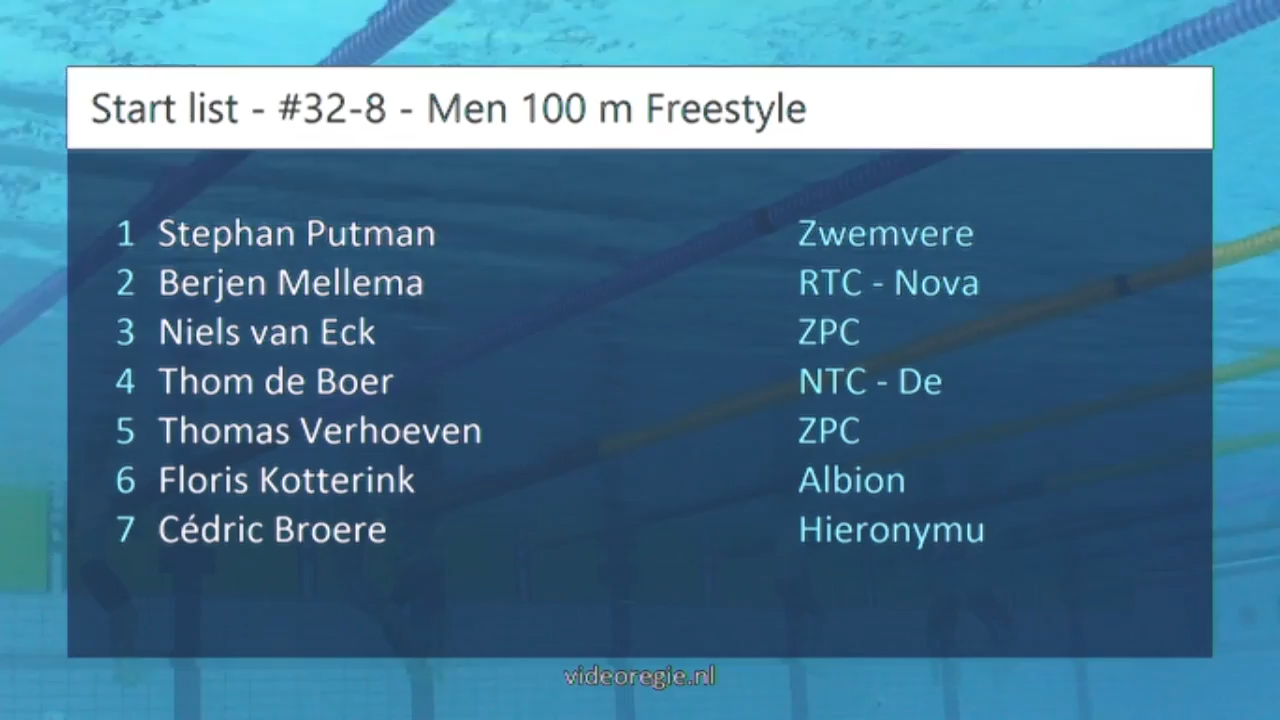 Start list - #32-8 - Men 100 m Freestyle
1 Stephan Putman Zwemvere
2 Berjen Mellema RTC - Nova
3 Niels van Eck ZPC
4 Thom de Boer NTC - De
5 Thomas Verhoeven ZPC
6 Floris Kotterink Albion
7 Cédric Broere Hieronymu
videoregie.nl